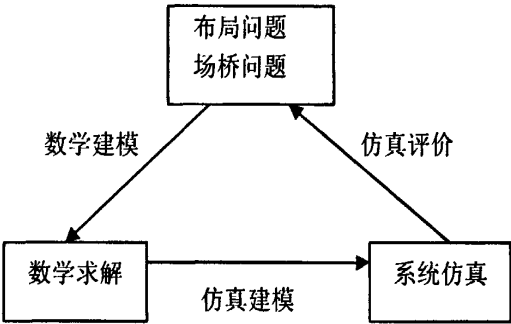 布局问题
场桥问题
数学建模
仿真评价
数学求解
系统仿真
仿真建模